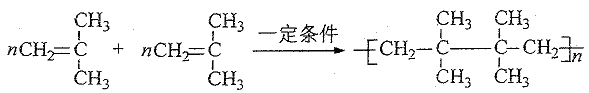 CH₃ CH₃ CH₃ CH₃
nCH₂=C + nCH₂=C 一定条件 → -[CH₂-C-C-CH₂]-n
CH₃ CH₃ CH₃ CH₃